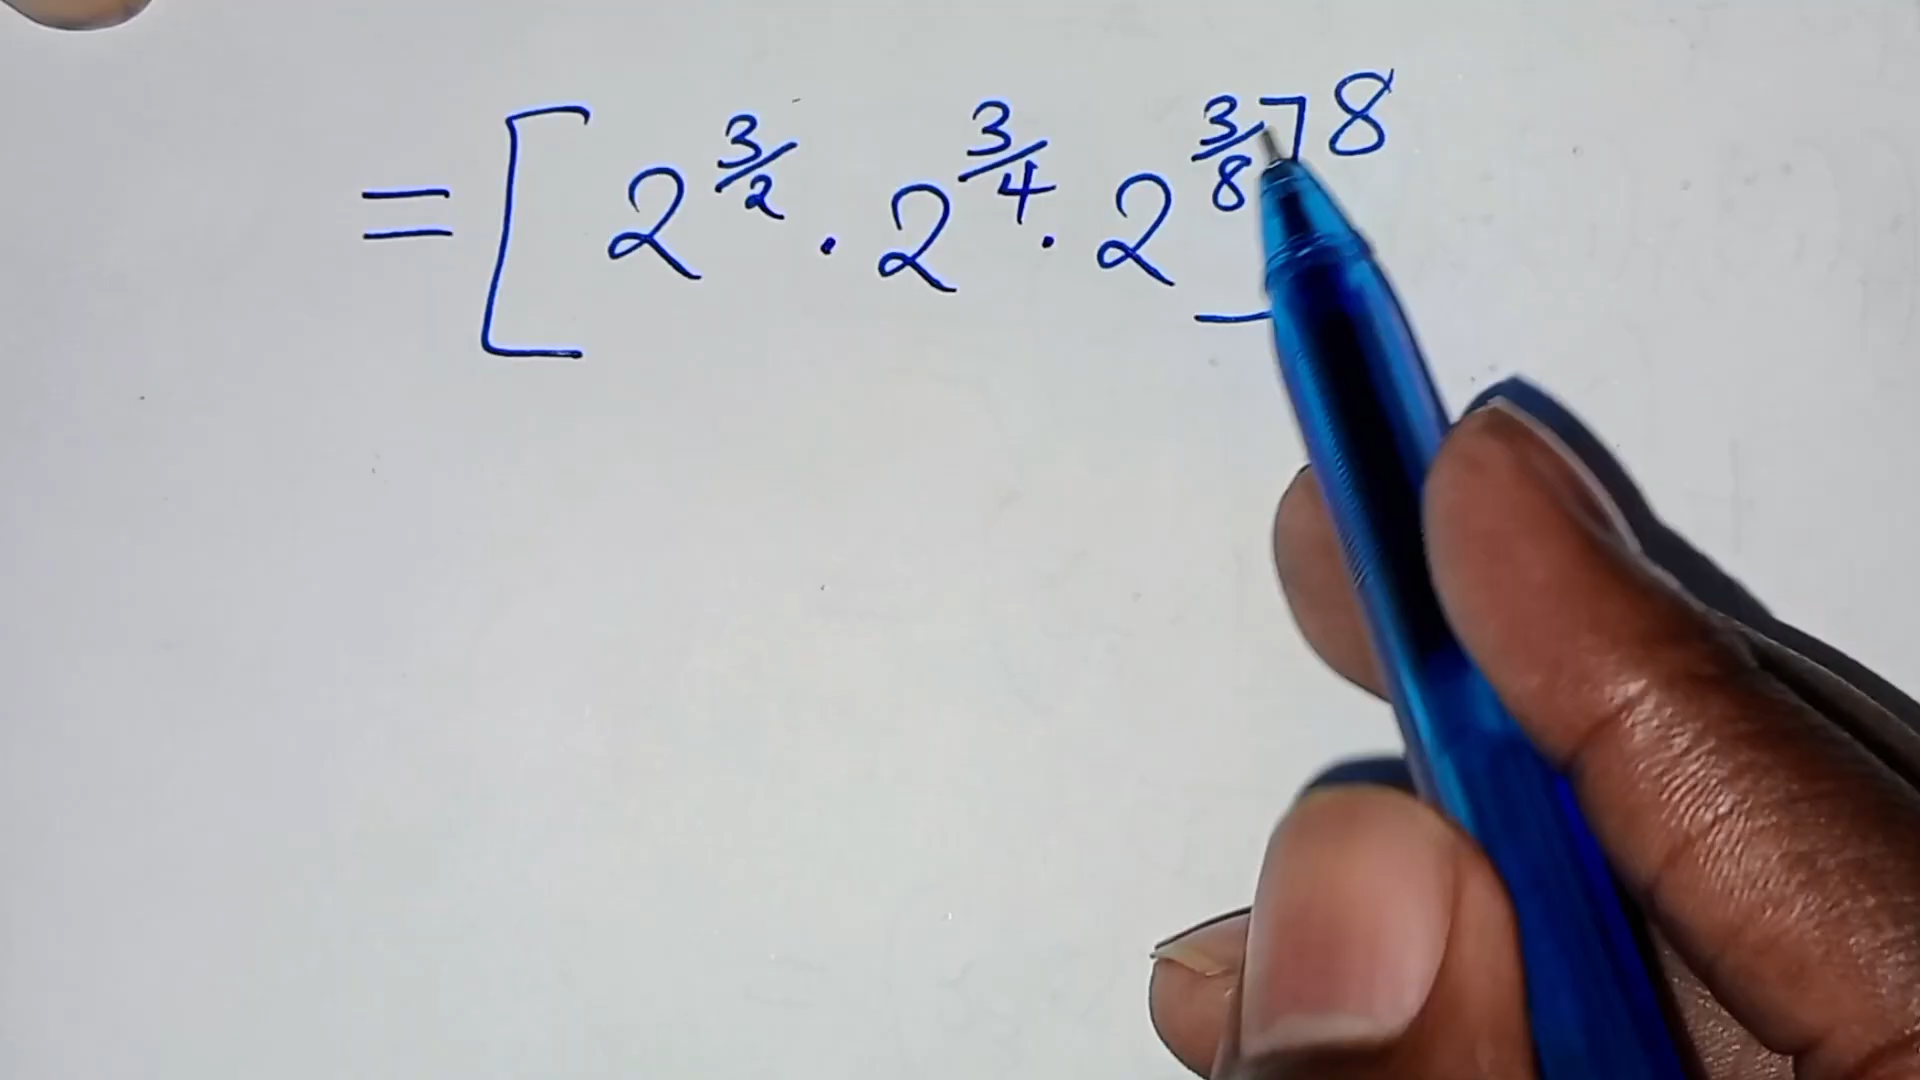 = [ 2^{3/2} · 2^{3/4} · 2^{3/8} ]^8